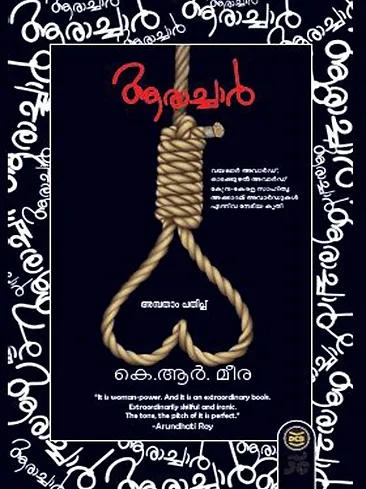 ആരാച്ചാർ
വയലാർ അവാർഡ്,
ഓടക്കുഴൽ അവാർഡ്
കേന്ദ്ര-കേരള സാഹിത്യ
അക്കാദമി അവാർഡുകൾ
എന്നിവ നേടിയ കൃതി
അമ്പതാം പതിപ്പ്
കെ.ആർ. മീര
"It is woman-power. And it is an extraordinary book.
Extraordinarily skilful and ironic.
The tone, the pitch of it is perfect."
-Arundhati Roy
DCB